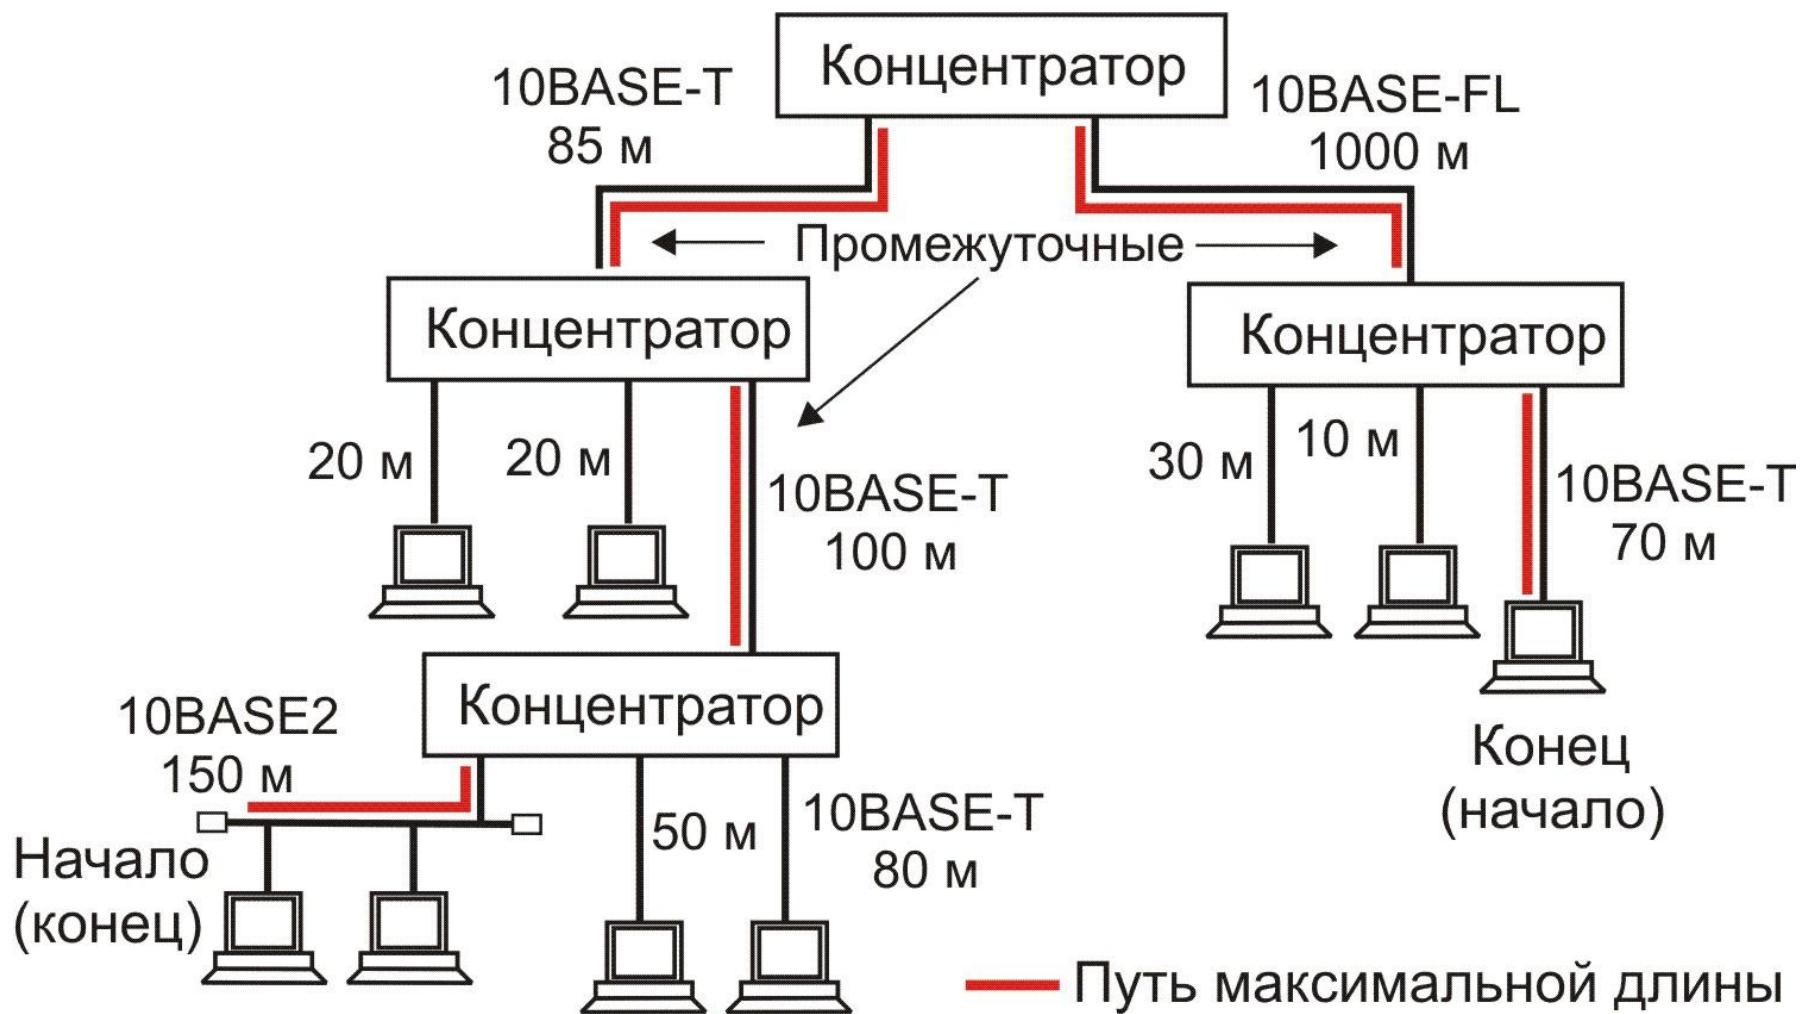 Концентратор
10BASE-T
85 м
10BASE-FL
1000 м
Промежуточные
Концентратор
Концентратор
20 м
20 м
10BASE-T
100 м
30 м
10 м
10BASE-T
70 м
Концентратор
10BASE2
150 м
Конец
(начало)
50 м
10BASE-T
80 м
Начало
(конец)
Путь максимальной длины